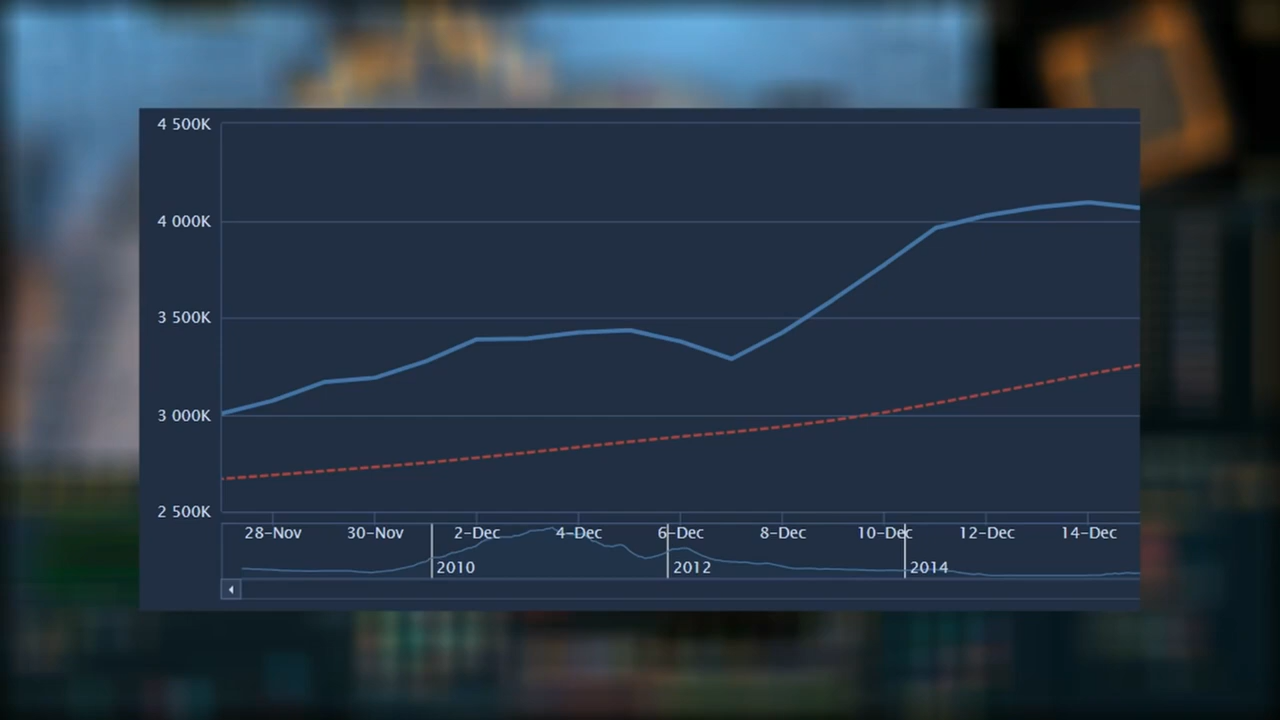 4 500K
4 000K
3 500K
3 000K
2 500K
28-Nov 30-Nov 2-Dec 4-Dec 6-Dec 8-Dec 10-Dec 12-Dec 14-Dec
2010 2012 2014